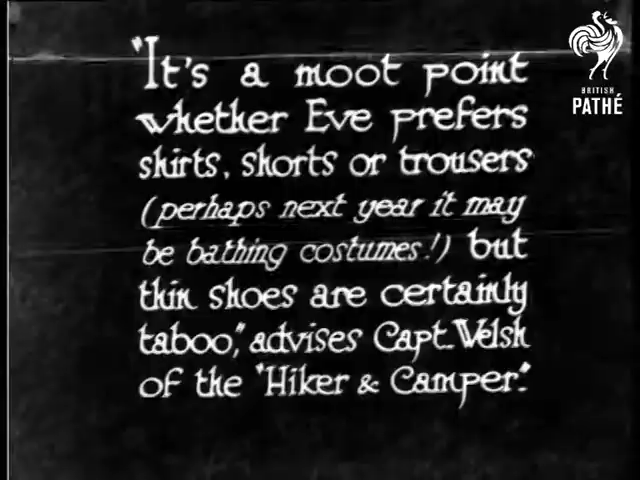 "It's a moot point
whether Eve prefers
skirts, shorts or trousers
(perhaps next year it may
be bathing costumes!) but
thin shoes are certainly
taboo," advises Capt. Welsh
of the "Hiker & Camper."
BRITISH
PATHÉ